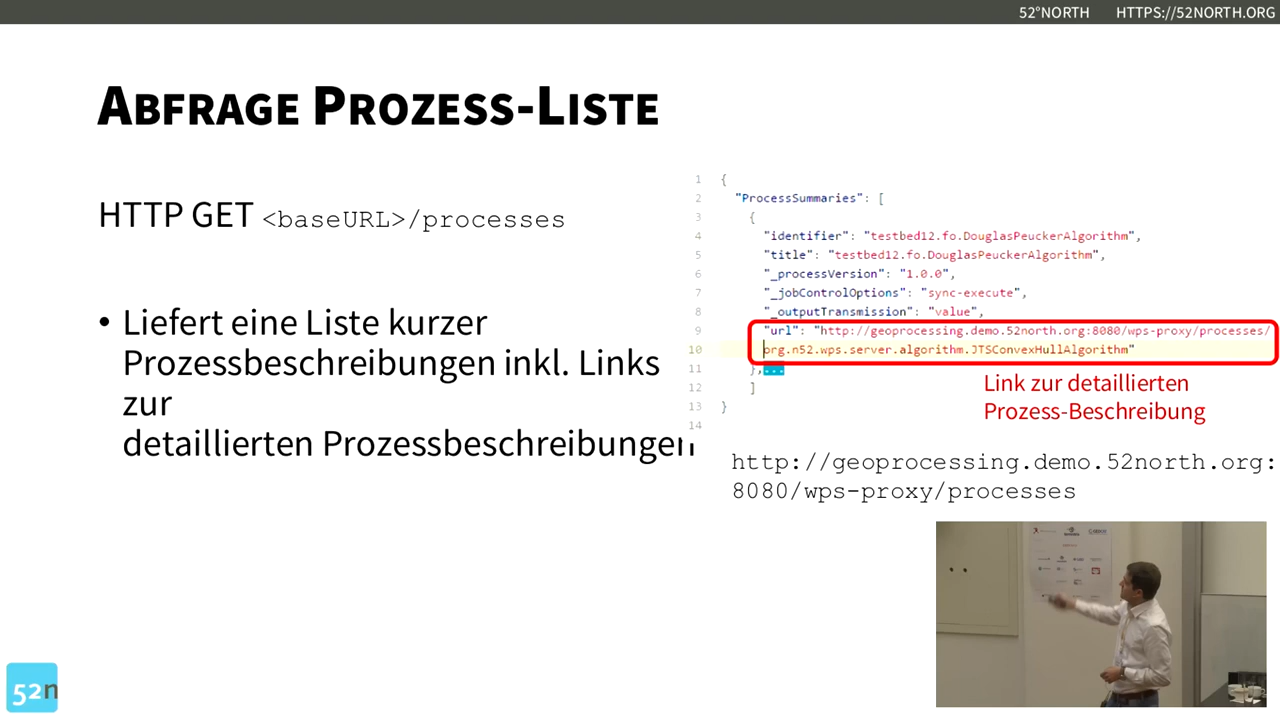 52°NORTH HTTPS://52NORTH.ORG
ABFRAGE PROZESS-LISTE
HTTP GET <baseURL>/processes
• Liefert eine Liste kurzer
Prozessbeschreibungen inkl. Links
zur
detaillierten Prozessbeschreibungen
1 {
2 "ProcessSummaries": [
3 {
4 "identifier": "testbed12.fo.DouglasPeuckerAlgorithm",
5 "title": "testbed12.fo.DouglasPeuckerAlgorithm",
6 "_processVersion": "1.0.0",
7 "_jobControlOptions": "sync-execute",
8 "_outputTransmission": "value",
9 "url": "http://geoprocessing.demo.52north.org:8080/wps-proxy/processes/
10 org.n52.wps.server.algorithm.JTSConvexHullAlgorithm"
11 },...
12 ]
13 }
14
Link zur detaillierten
Prozess-Beschreibung
http://geoprocessing.demo.52north.org:
8080/wps-proxy/processes
52n